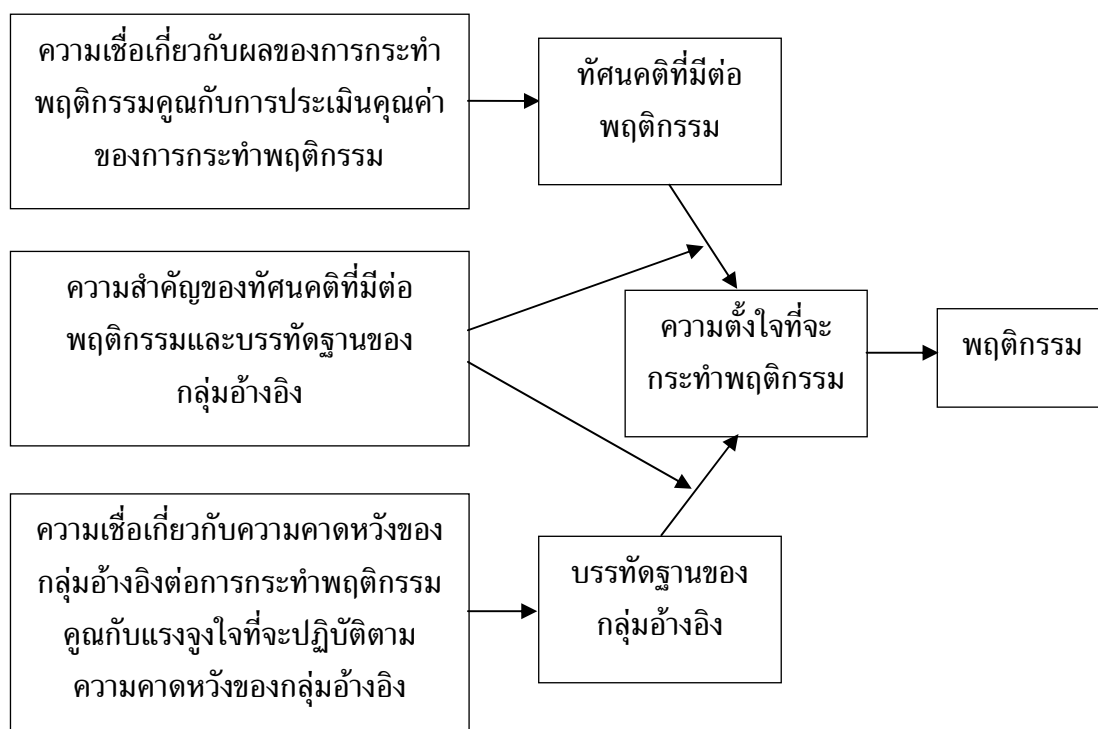 ความเชื่อเกี่ยวกับผลของการกระทำ
พฤติกรรมคูณกับการประเมินคุณค่า
ของการกระทำพฤติกรรม
ทัศนคติที่มีต่อ
พฤติกรรม
ความสำคัญของทัศนคติที่มีต่อ
พฤติกรรมและบรรทัดฐานของ
กลุ่มอ้างอิง
ความตั้งใจที่จะ
กระทำพฤติกรรม
พฤติกรรม
ความเชื่อเกี่ยวกับความคาดหวังของ
กลุ่มอ้างอิงต่อการกระทำพฤติกรรม
คูณกับแรงจูงใจที่จะปฏิบัติตาม
ความคาดหวังของกลุ่มอ้างอิง
บรรทัดฐานของ
กลุ่มอ้างอิง